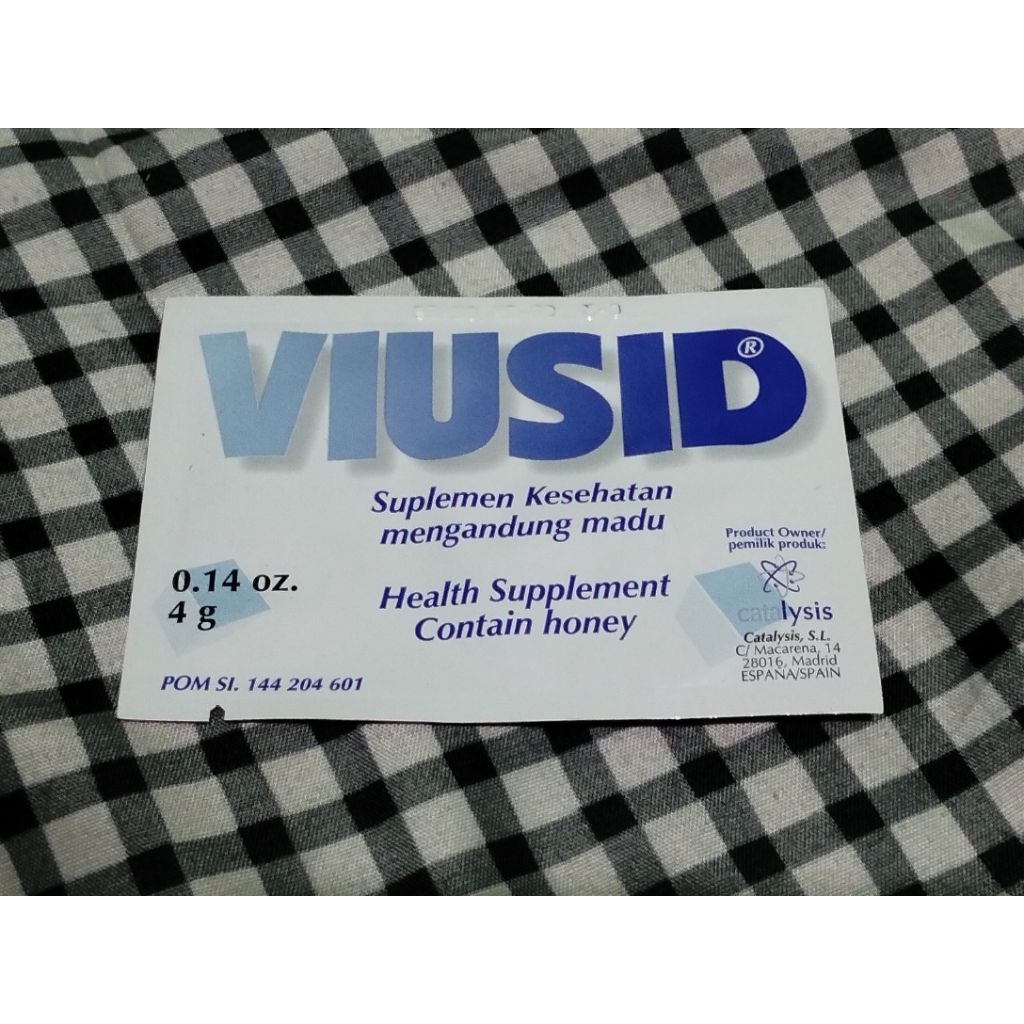 VIUSID®
Suplemen Kesehatan
mengandung madu
Health Supplement
Contain honey
0.14 oz.
4 g
POM SI. 144 204 601
Product Owner/
pemilik produk:
catalysis
Catalysis, S.L.
C/ Macarena, 14
28016, Madrid
ESPAÑA/SPAIN